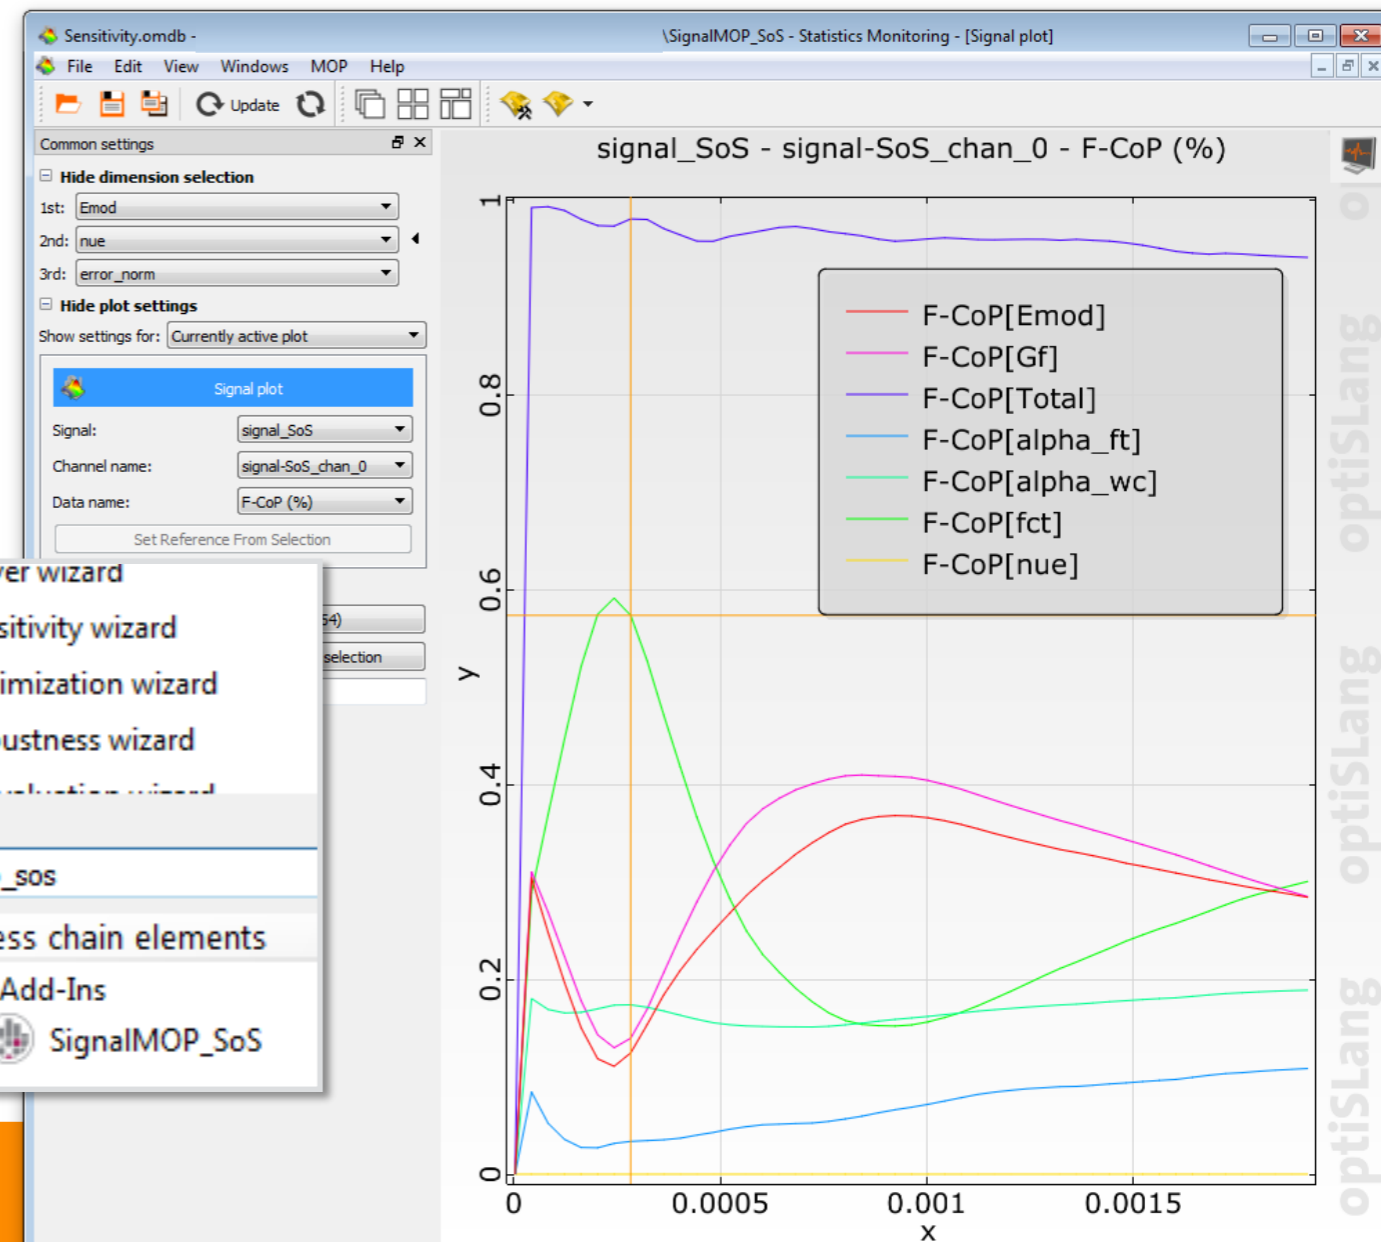 Sensitivity.omdb - \SignalMOP_SoS - Statistics Monitoring - [Signal plot]
File Edit View Windows MOP Help
Update
Common settings
Hide dimension selection
1st: Emod
2nd: nue
3rd: error_norm
Hide plot settings
Show settings for: Currently active plot
Signal plot
Signal: signal_SoS
Channel name: signal-SoS_chan_0
Data name: F-CoP (%)
Set Reference From Selection
54)
selection
ver wizard
sitivity wizard
imization wizard
oustness wizard
wizard
_sos
ess chain elements
Add-Ins
SignalMOP_SoS
signal_SoS - signal-SoS_chan_0 - F-CoP (%)
1
0.8
0.6
0.4
0.2
0
y
F-CoP[Emod]
F-CoP[Gf]
F-CoP[Total]
F-CoP[alpha_ft]
F-CoP[alpha_wc]
F-CoP[fct]
F-CoP[nue]
0 0.0005 0.001 0.0015
x
optiSLang
optiSLang
optiSLang